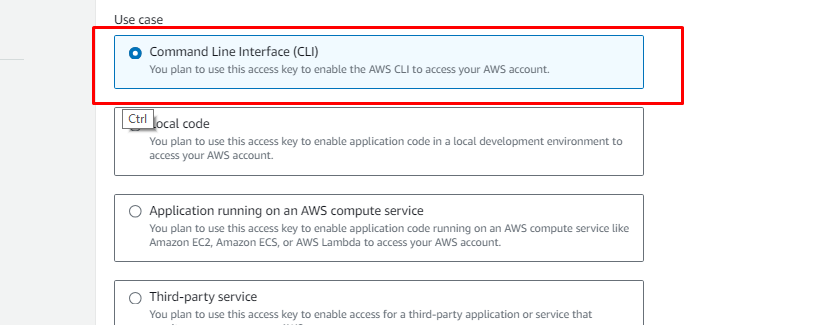 Use case
Command Line Interface (CLI)
You plan to use this access key to enable the AWS CLI to access your AWS account.
Ctrl
Local code
You plan to use this access key to enable application code in a local development environment to
access your AWS account.
Application running on an AWS compute service
You plan to use this access key to enable application code running on an AWS compute service like
Amazon EC2, Amazon ECS, or AWS Lambda to access your AWS account.
Third-party service
You plan to use this access key to enable access for a third-party application or service that